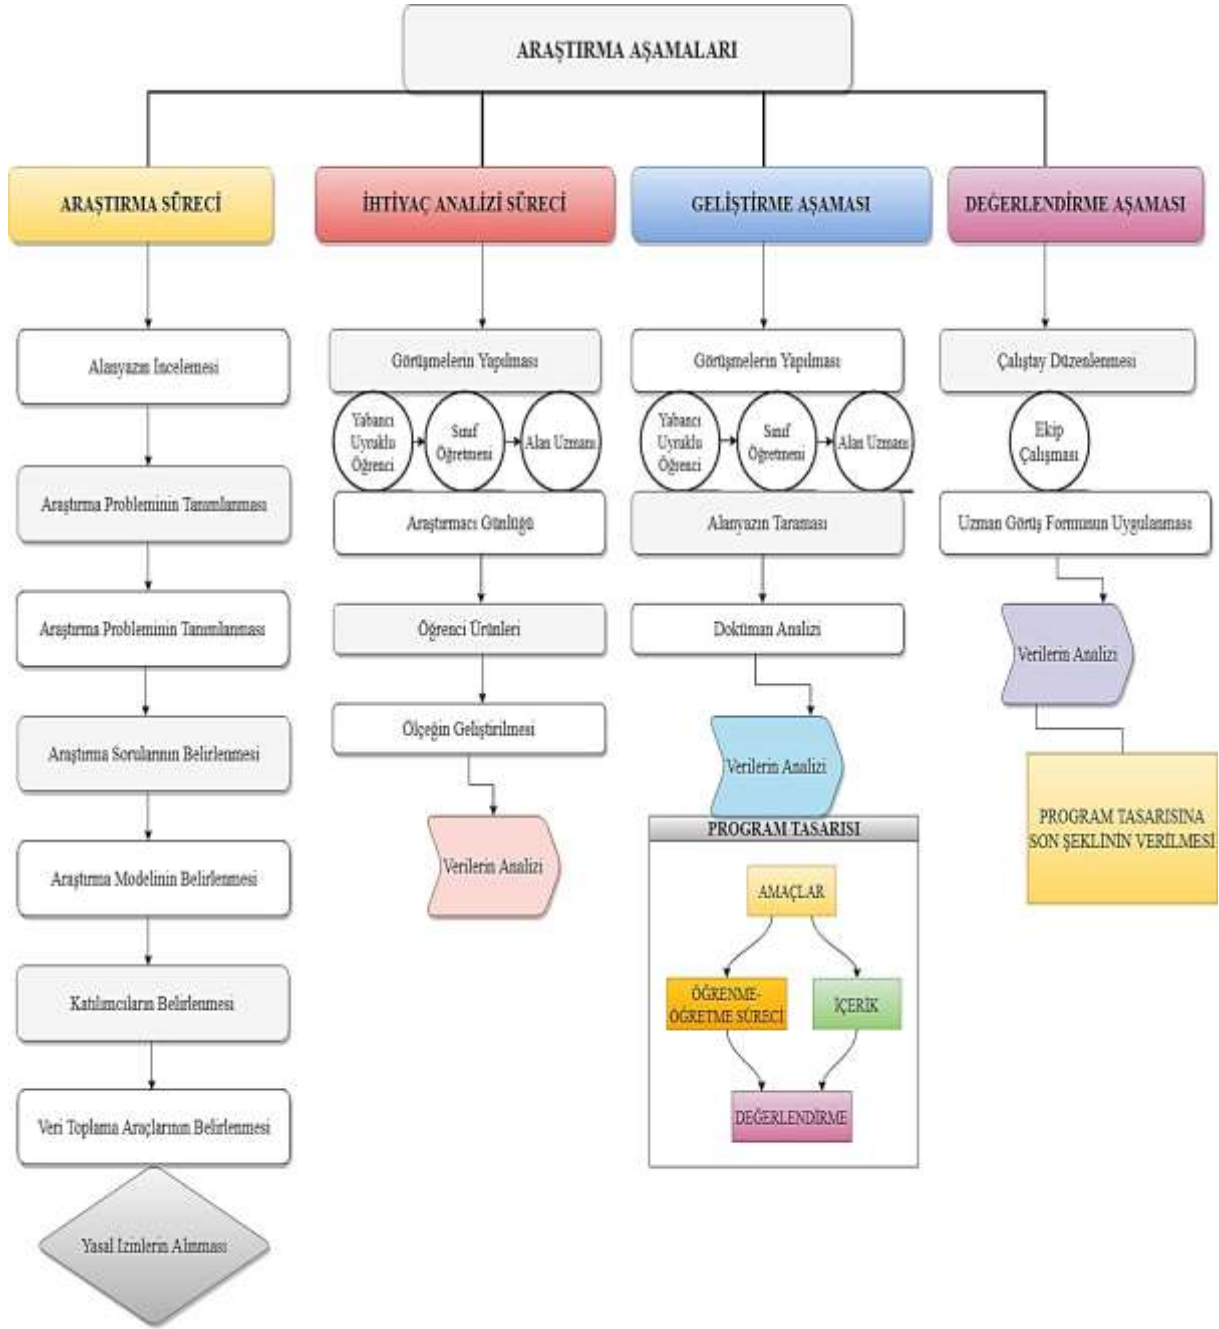 ARAŞTIRMA AŞAMALARI
ARAŞTIRMA SÜRECİ
İHTİYAÇ ANALİZİ SÜRECİ
GELİŞTİRME AŞAMASI
DEĞERLENDİRME AŞAMASI
Alanyazın İncelemesi
Araştırma Probleminin Tanımlanması
Araştırma Probleminin Tanımlanması
Araştırma Sorularının Belirlenmesi
Araştırma Modelinin Belirlenmesi
Katılımcıların Belirlenmesi
Veri Toplama Araçlarının Belirlenmesi
Yasal İzinlerin Alınması
Görüşmelerin Yapılması
Yabancı
Uyruklu
Öğrenci
Sınıf
Öğretmeni
Alan Uzmanı
Araştırmacı Günlüğü
Öğrenci Ürünleri
Ölçeğin Geliştirilmesi
Verilerin Analizi
Görüşmelerin Yapılması
Yabancı
Uyruklu
Öğrenci
Sınıf
Öğretmeni
Alan Uzmanı
Alanyazın Taraması
Doküman Analizi
Verilerin Analizi
PROGRAM TASARISI
AMAÇLAR
ÖĞRENME-
ÖĞRETME SÜRECİ
İÇERİK
DEĞERLENDİRME
Çalıştay Düzenlenmesi
Ekip
Çalışması
Uzman Görüş Formunun Uygulanması
Verilerin Analizi
PROGRAM TASARISINA
SON ŞEKLİNİN VERİLMESİ